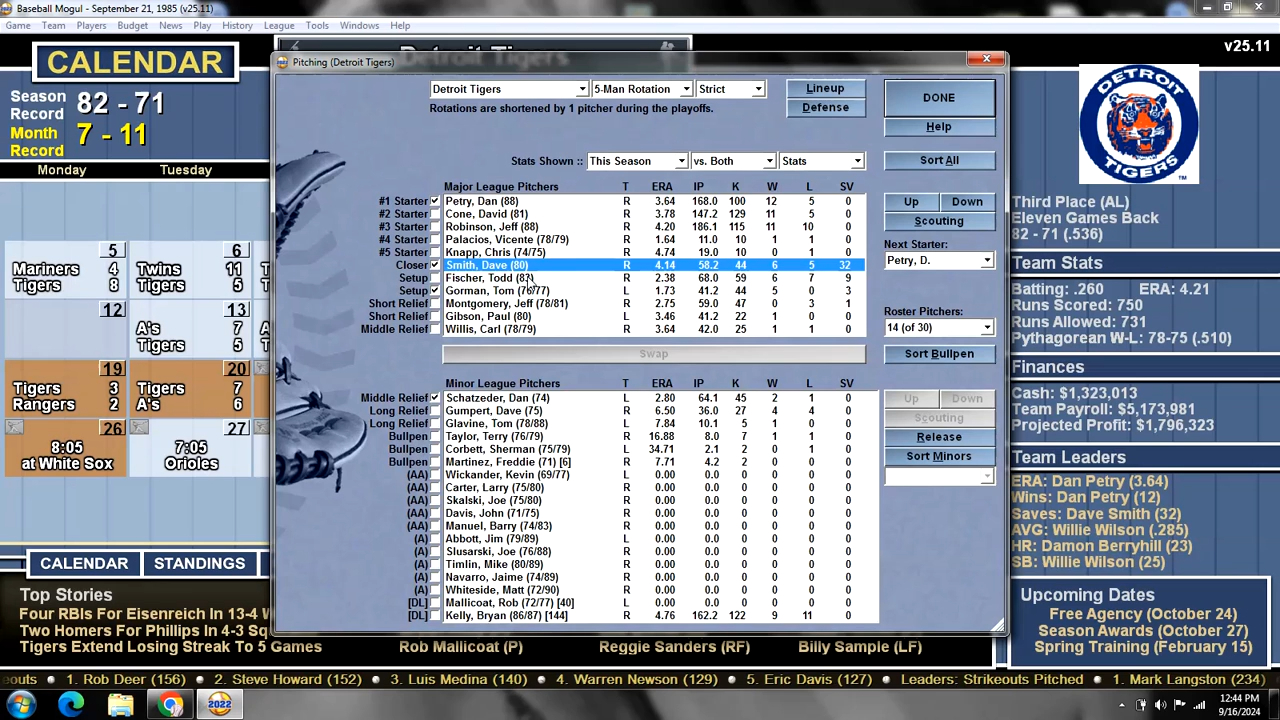 Baseball Mogul - September 21, 1985 (v25.11)
Game Team Players Budget News Play History League Tools Windows Help
CALENDAR
v25.11
Season Record 82 - 71
Month Record 7 - 11
Monday Tuesday
5 6
Mariners 4 Twins 11
Tigers 8 Tigers 5
12 13
A's 7
Tigers 5
19 20
Tigers 3 Tigers 7
Rangers 2 A's 6
26 27
8:05 7:05
at White Sox Orioles
CALENDAR STANDINGS
Pitching (Detroit Tigers)
Detroit Tigers 5-Man Rotation Strict Lineup DONE
Rotations are shortened by 1 pitcher during the playoffs. Defense
Help
Stats Shown :: This Season vs. Both Stats Sort All
Major League Pitchers T ERA IP K W L SV
#1 Starter Petry, Dan (88) R 3.64 168.0 100 12 5 0
#2 Starter Cone, David (81) R 3.78 147.2 129 11 5 0
#3 Starter Robinson, Jeff (88) R 4.20 186.1 115 11 10 0
#4 Starter Palacios, Vicente (78/79) R 1.64 11.0 10 1 1 0
#5 Starter Knapp, Chris (74/75) R 4.74 19.0 10 0 1 0
Closer Smith, Dave (80) R 4.14 58.2 44 6 5 32
Setup Fischer, Todd (83) R 2.38 68.0 59 6 7 9
Setup Gorman, Tom (76/77) L 1.73 41.2 44 5 0 3
Short Relief Montgomery, Jeff (78/81) R 2.75 59.0 47 0 3 1
Short Relief Gibson, Paul (80) L 3.46 41.2 22 1 0 0
Middle Relief Willis, Carl (78/79) R 3.64 42.0 25 1 1 0
Up Down
Scouting
Next Starter:
Petry, D.
Roster Pitchers:
14 (of 30)
Swap Sort Bullpen
Minor League Pitchers T ERA IP K W L SV
Middle Relief Schatzeder, Dan (74) L 2.80 64.1 45 2 1 0
Long Relief Gumpert, Dave (75) R 6.50 36.0 27 4 4 0
Long Relief Glavine, Tom (78/88) L 7.84 10.1 5 1 0 0
Bullpen Taylor, Terry (76/79) R 16.88 8.0 7 1 1 0
Bullpen Corbett, Sherman (75/79) L 34.71 2.1 2 0 1 0
Bullpen Martinez, Freddie (71) [6] R 7.71 4.2 2 0 0 0
(AA) Wickander, Kevin (69/77) L 0.00 0.0 0 0 0 0
(AA) Carter, Larry (75/80) R 0.00 0.0 0 0 0 0
(AA) Skalski, Joe (75/80) R 0.00 0.0 0 0 0 0
(AA) Davis, John (71/75) R 0.00 0.0 0 0 0 0
(AA) Manuel, Barry (74/83) R 0.00 0.0 0 0 0 0
(A) Abbott, Jim (79/89) L 0.00 0.0 0 0 0 0
(A) Slusarski, Joe (76/88) R 0.00 0.0 0 0 0 0
(A) Timlin, Mike (80/89) R 0.00 0.0 0 0 0 0
(A) Navarro, Jaime (74/89) R 0.00 0.0 0 0 0 0
(A) Whiteside, Matt (72/90) R 0.00 0.0 0 0 0 0
[DL] Mallicoat, Rob (72/77) [40] L 0.00 0.0 0 0 0 0
[DL] Kelly, Bryan (86/87) [144] R 4.76 162.2 122 9 11 0
Up Down
Scouting
Release
Sort Minors
Third Place (AL)
Eleven Games Back
82 - 71 (.536)
Team Stats
Batting: .260 ERA: 4.21
Runs Scored: 750
Runs Allowed: 731
Pythagorean W-L: 78-75 (.510)
Finances
Cash: $1,323,013
Team Payroll: $5,173,981
Projected Profit: $1,796,323
Team Leaders
ERA: Dan Petry (3.64)
Wins: Dan Petry (12)
Saves: Dave Smith (32)
AVG: Willie Wilson (.285)
HR: Damon Berryhill (23)
SB: Willie Wilson (25)
Upcoming Dates
Free Agency (October 24)
Season Awards (October 27)
Spring Training (February 15)
Top Stories
Four RBIs For Eisenreich In 13-4
Two Homers For Phillips In 4-3
Tigers Extend Losing Streak To 5 Games
Rob Mallicoat (P) Reggie Sanders (RF) Billy Sample (LF)
1. Rob Deer (156) 2. Steve Howard (152) 3. Luis Medina (140) 4. Warren Newson (129) 5. Eric Davis (127) Leaders: Strikeouts Pitched 1. Mark Langston (234)
2022
12:44 PM
9/16/2024